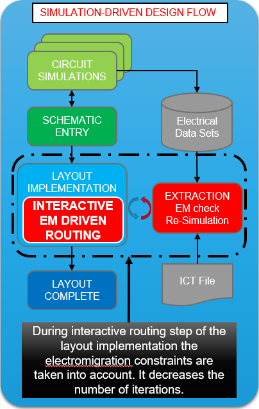 SIMULATION-DRIVEN DESIGN FLOW
CIRCUIT
SIMULATIONS
Electrical
Data Sets
SCHEMATIC
ENTRY
LAYOUT
IMPLEMENTATION
INTERACTIVE
EM DRIVEN
ROUTING
EXTRACTION
EM check
Re-Simulation
LAYOUT
COMPLETE
ICT File
During interactive routing step of the
layout implementation the
electromigration constraints are
taken into account. It decreases the
number of iterations.